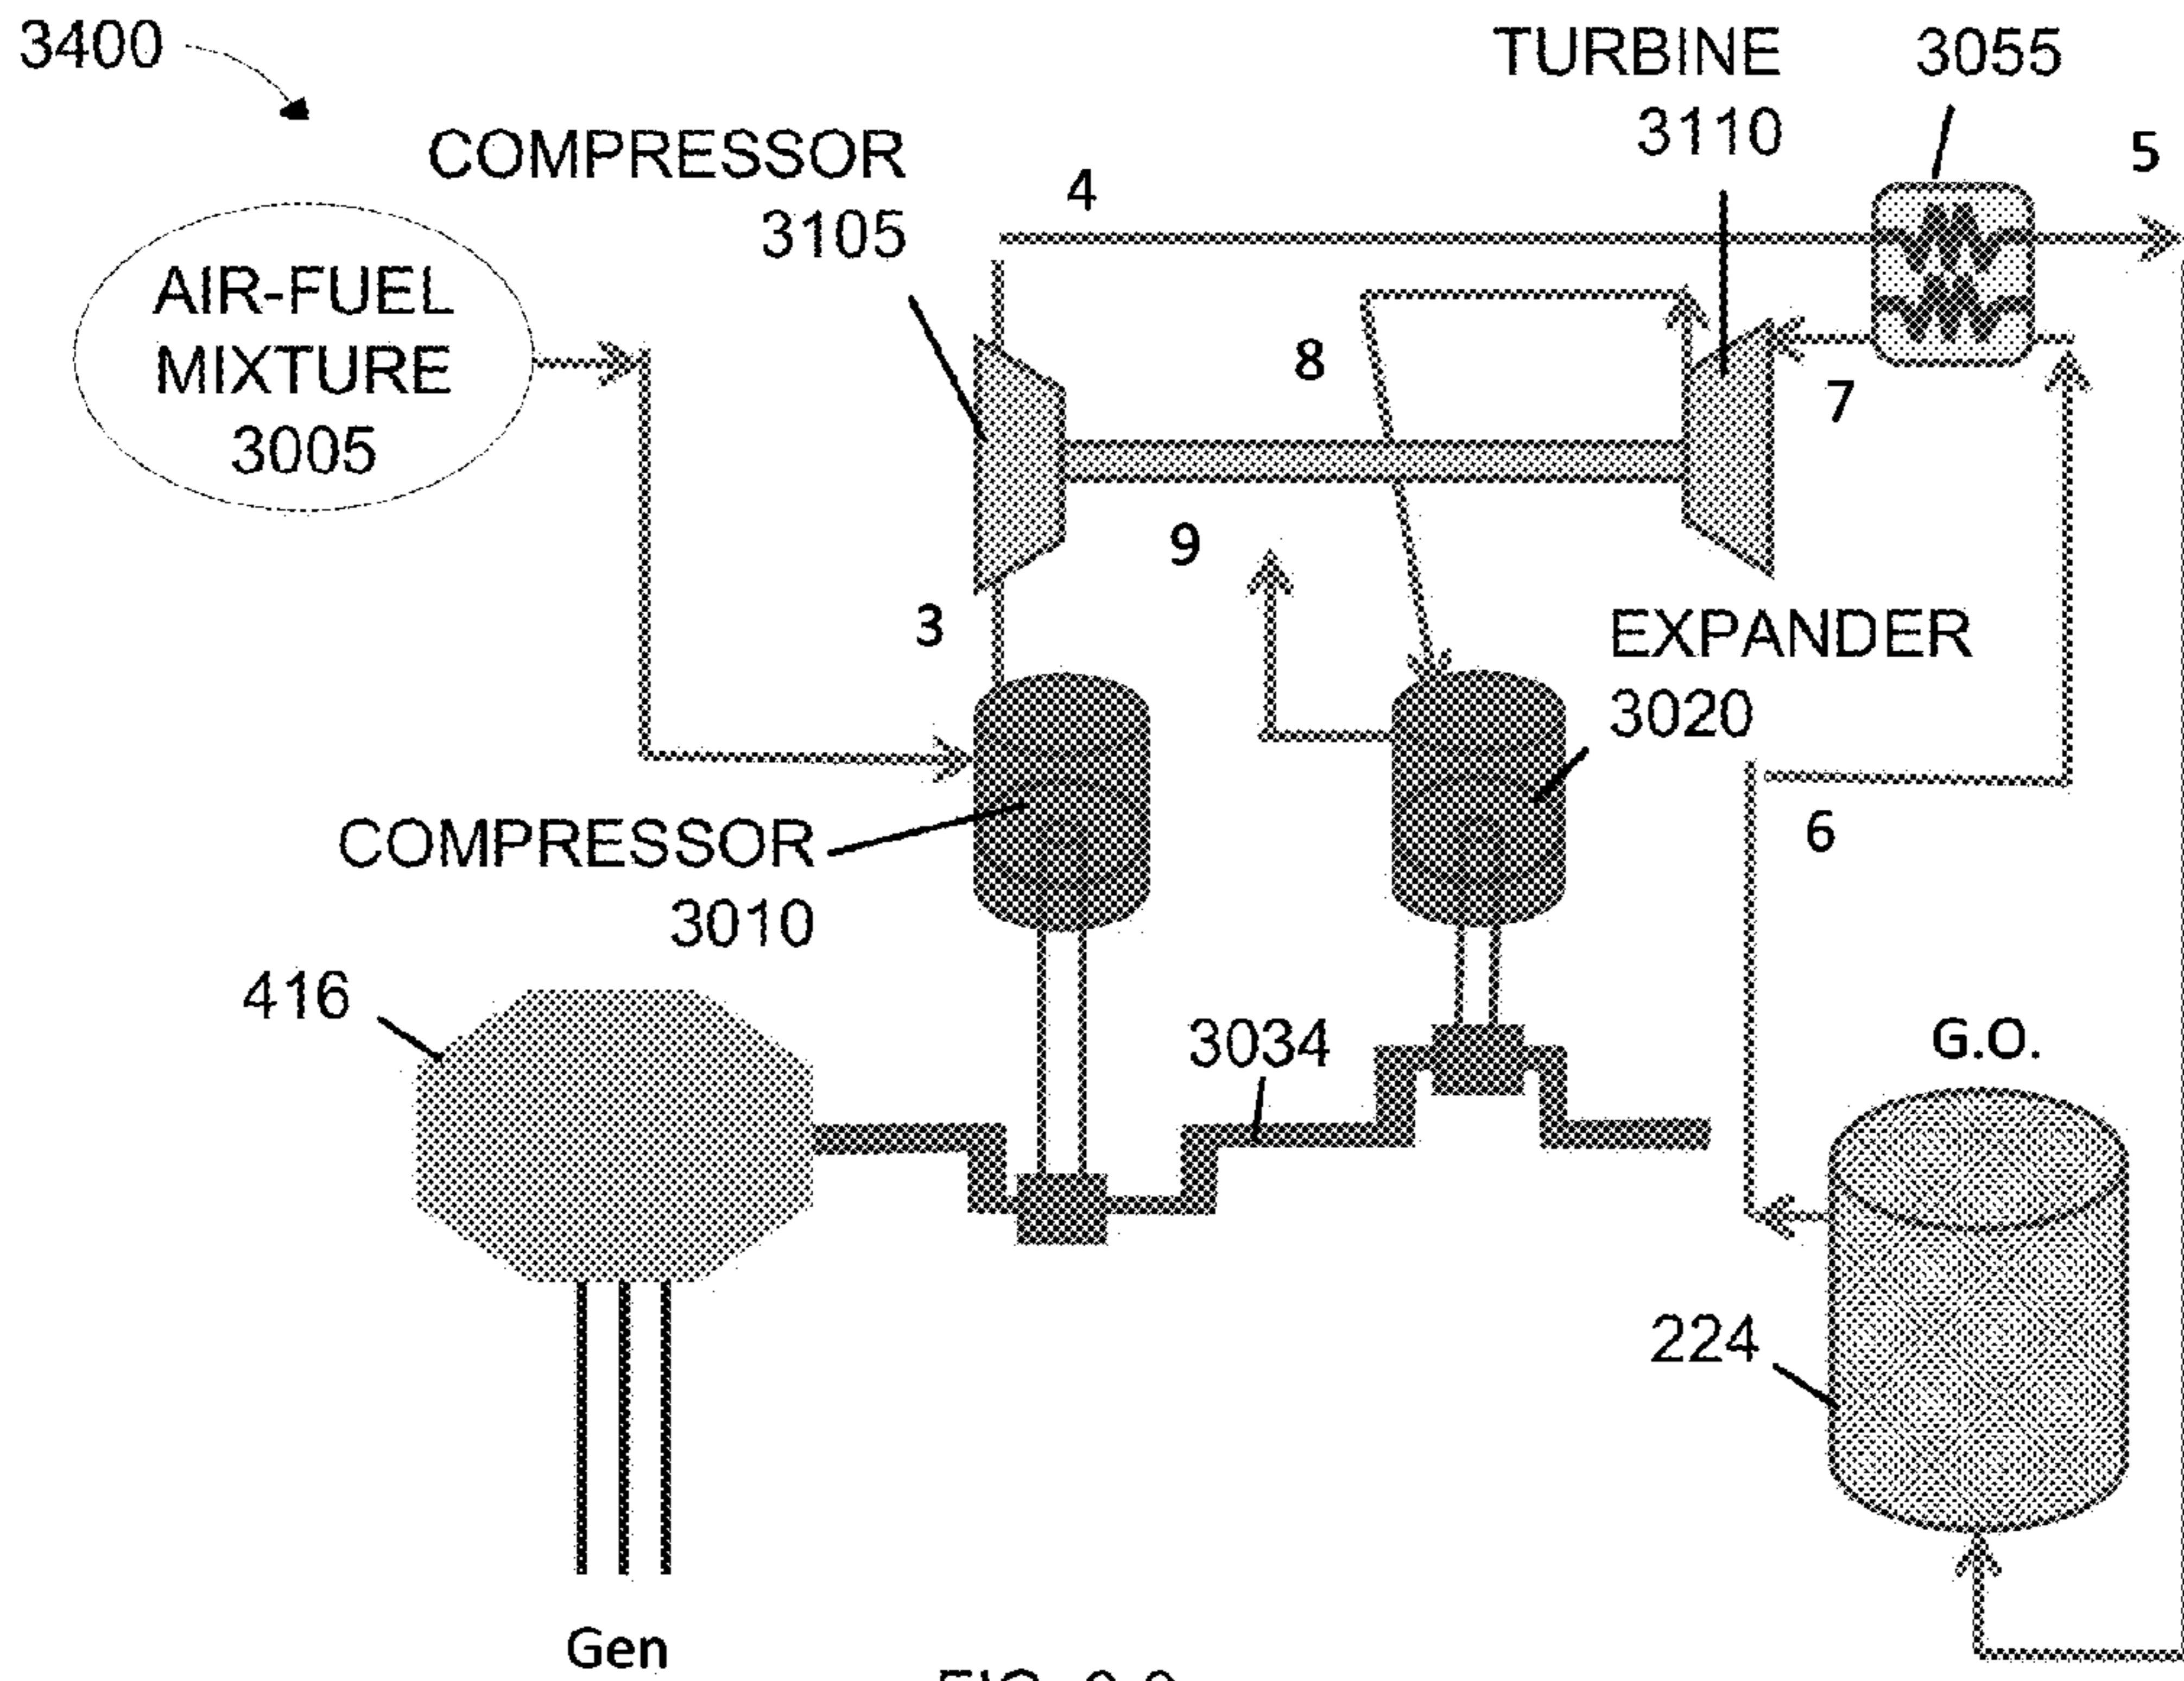 3400
TURBINE
3110
3055
5
COMPRESSOR
3105
4
AIR-FUEL
MIXTURE
3005
8
7
9
3
EXPANDER
3020
COMPRESSOR
3010
6
416
3034
G.O.
224
Gen